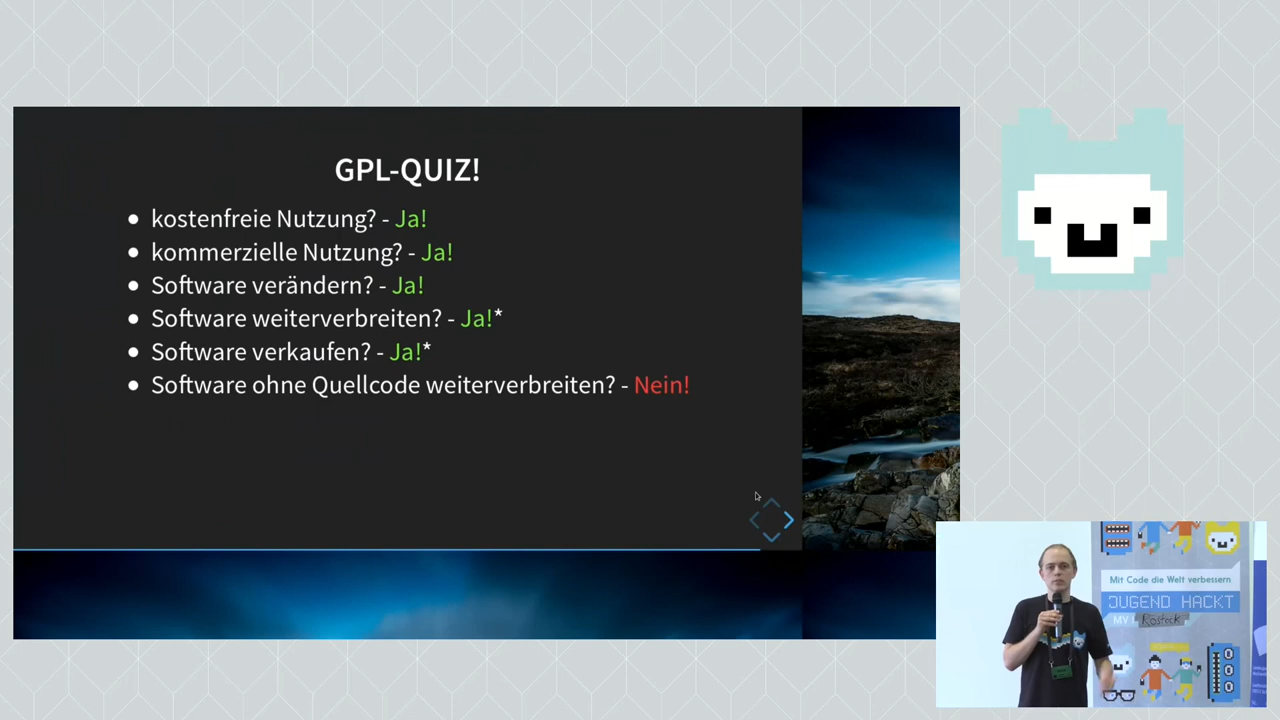 GPL-QUIZ!
• kostenfreie Nutzung? - Ja!
• kommerzielle Nutzung? - Ja!
• Software verändern? - Ja!
• Software weiterverbreiten? - Ja!*
• Software verkaufen? - Ja!*
• Software ohne Quellcode weiterverbreiten? - Nein!
Mit Code die Welt verbessern
JUGEND HACKT
MV
Rostock